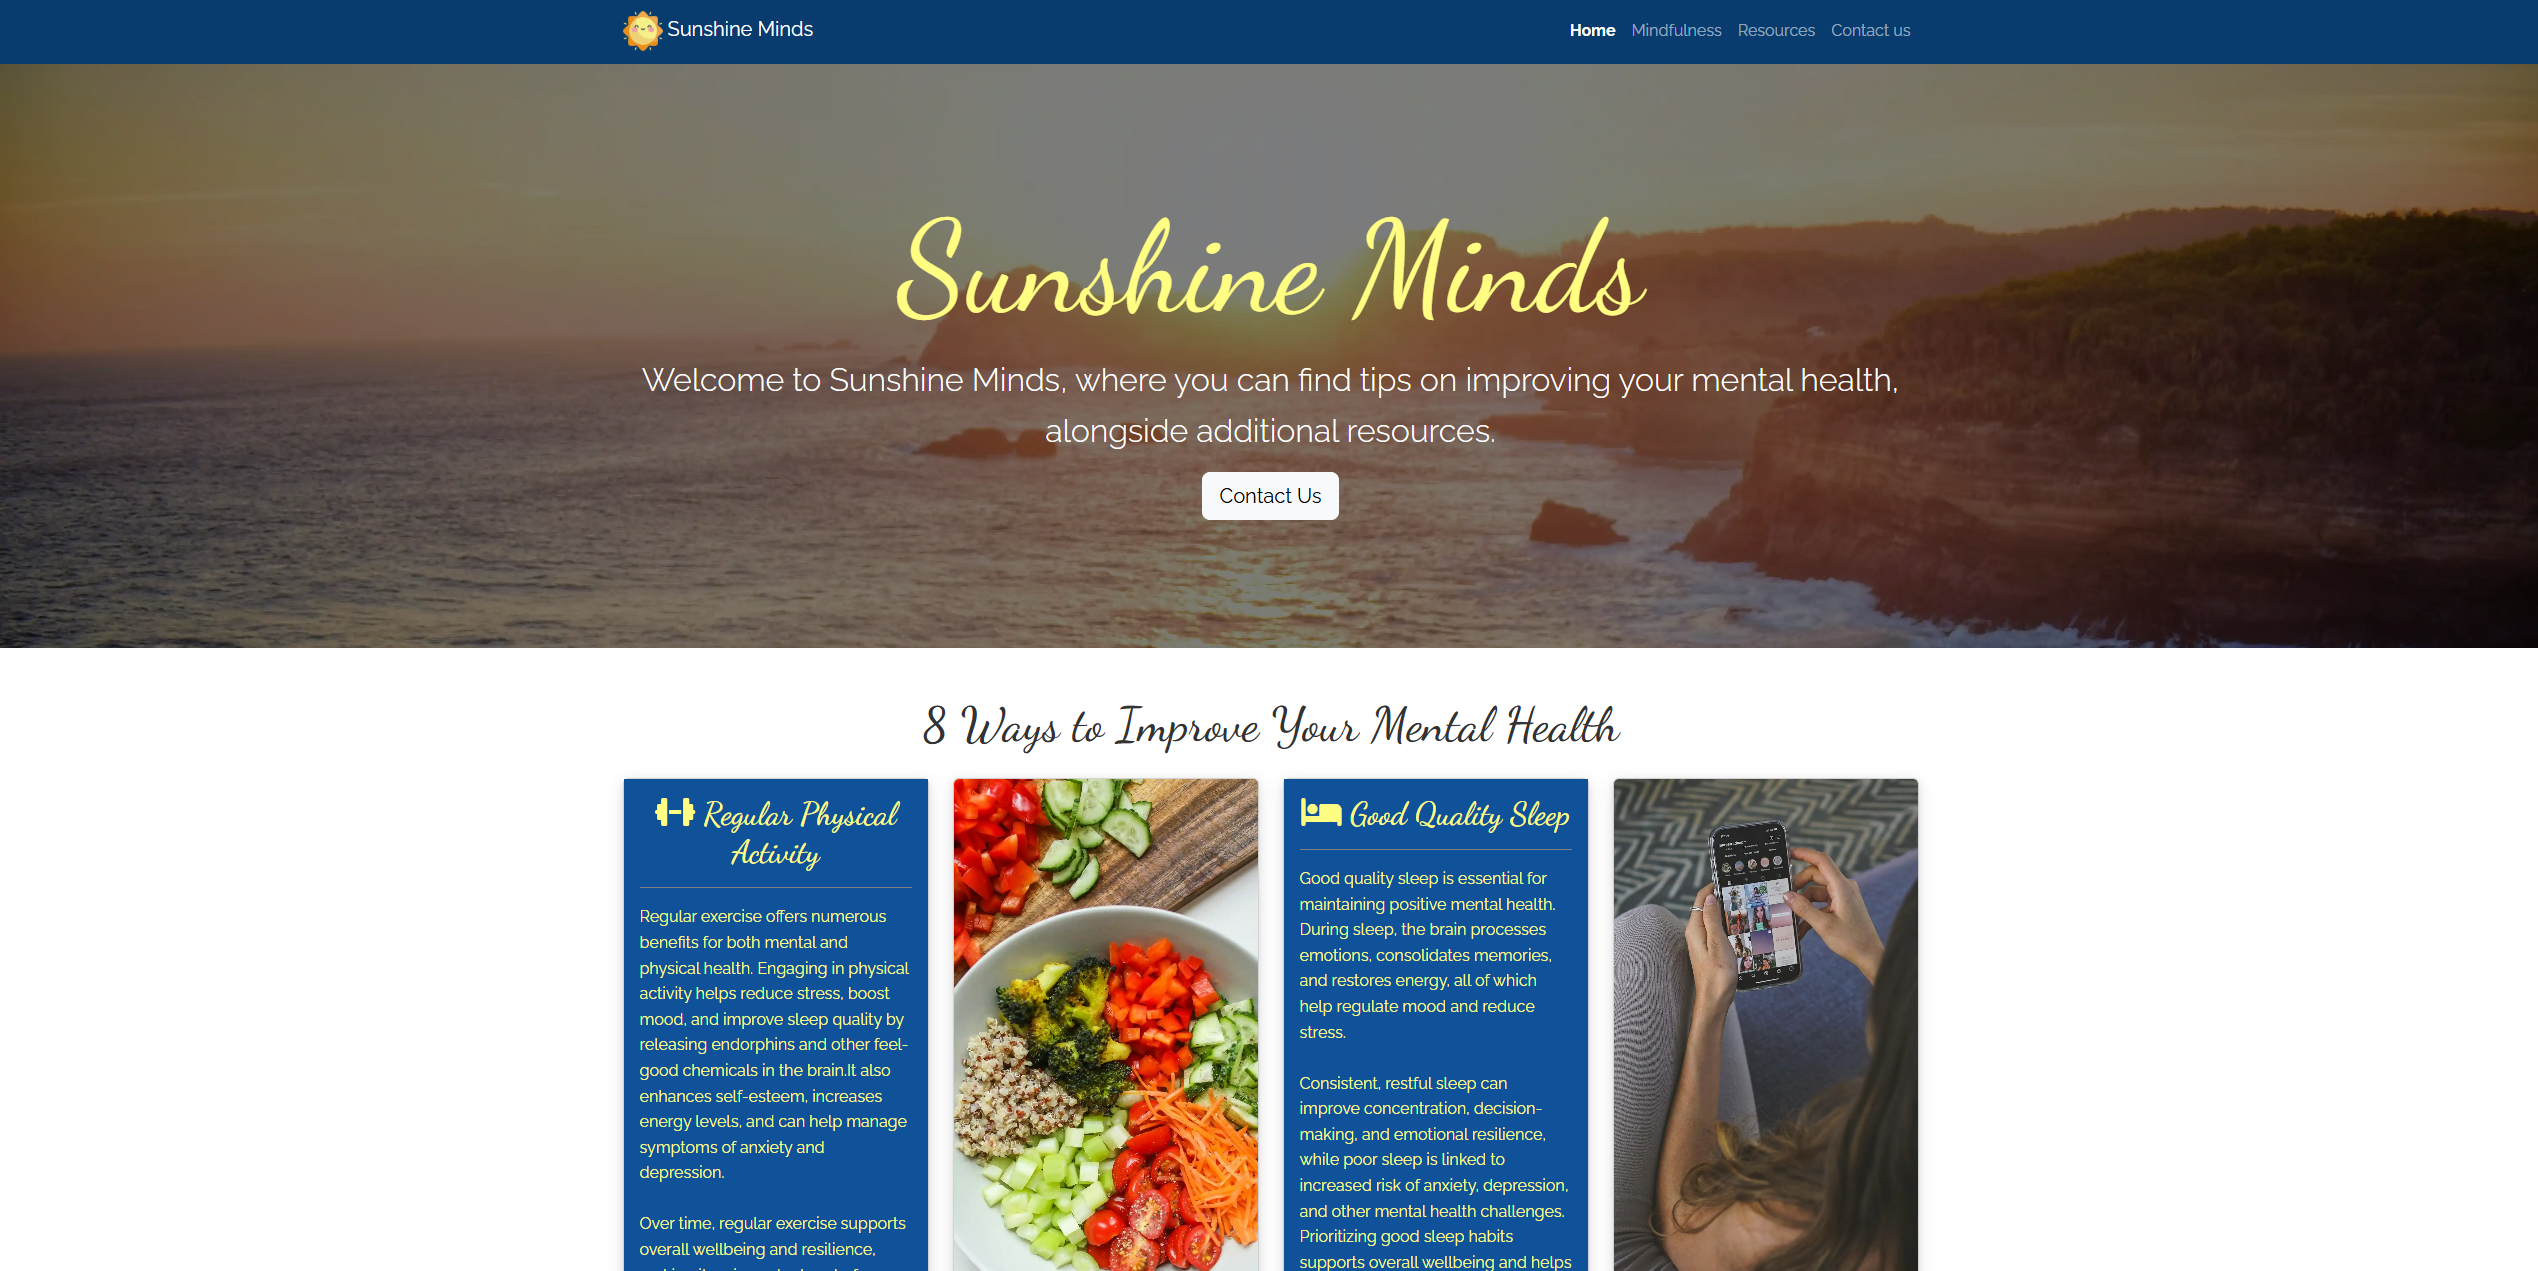 Sunshine Minds
Home Mindfulness Resources Contact us
Sunshine Minds
Welcome to Sunshine Minds, where you can find tips on improving your mental health,
alongside additional resources.
Contact Us
8 Ways to Improve Your Mental Health
Regular Physical
Activity
Regular exercise offers numerous
benefits for both mental and
physical health. Engaging in physical
activity helps reduce stress, boost
mood, and improve sleep quality by
releasing endorphins and other feel-
good chemicals in the brain.It also
enhances self-esteem, increases
energy levels, and can help manage
symptoms of anxiety and
depression.
Over time, regular exercise supports
overall wellbeing and resilience,
Good Quality Sleep
Good quality sleep is essential for
maintaining positive mental health.
During sleep, the brain processes
emotions, consolidates memories,
and restores energy, all of which
help regulate mood and reduce
stress.
Consistent, restful sleep can
improve concentration, decision-
making, and emotional resilience,
while poor sleep is linked to
increased risk of anxiety, depression,
and other mental health challenges.
Prioritizing good sleep habits
supports overall wellbeing and helps